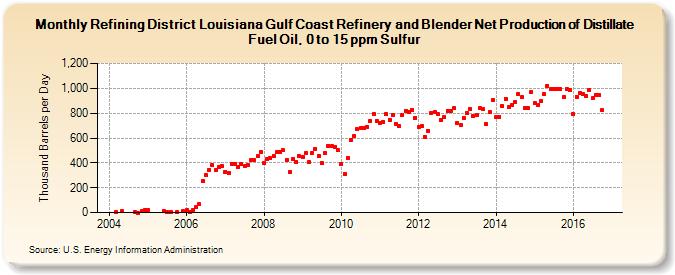 Monthly Refining District Louisiana Gulf Coast Refinery and Blender Net Production of Distillate
Fuel Oil, 0 to 15 ppm Sulfur
Thousand Barrels per Day
1,200
1,000
800
600
400
200
0
2004 2006 2008 2010 2012 2014 2016
Source: U.S. Energy Information Administration